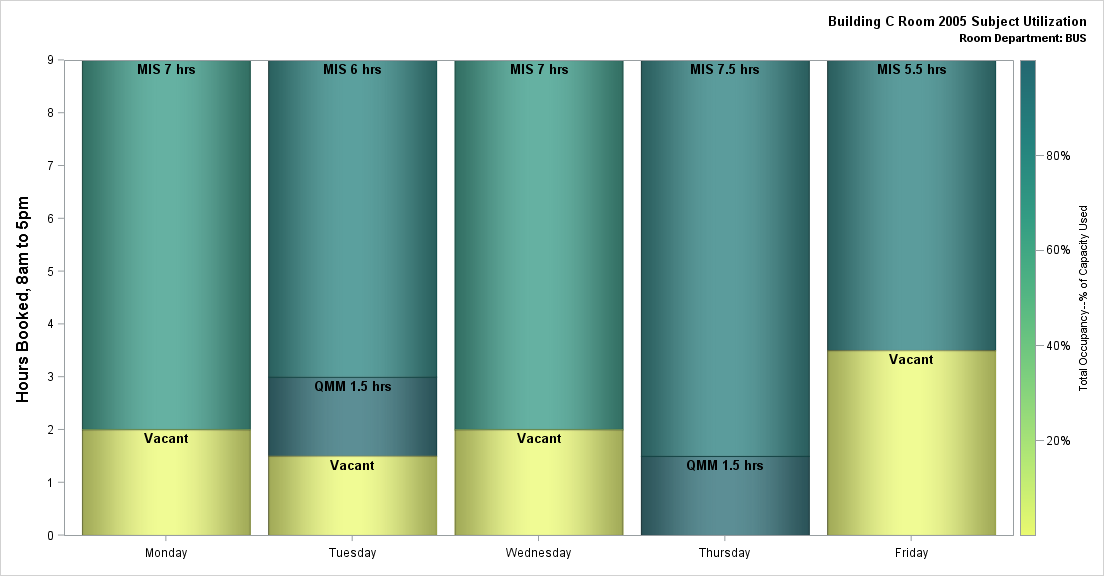 Building C Room 2005 Subject Utilization
Room Department: BUS
Hours Booked, 8am to 5pm
9
8
7
6
5
4
3
2
1
0
MIS 7 hrs
Vacant
MIS 6 hrs
QMM 1.5 hrs
Vacant
MIS 7 hrs
Vacant
MIS 7.5 hrs
QMM 1.5 hrs
MIS 5.5 hrs
Vacant
Monday
Tuesday
Wednesday
Thursday
Friday
80%
60%
40%
20%
Total Occupancy--% of Capacity Used